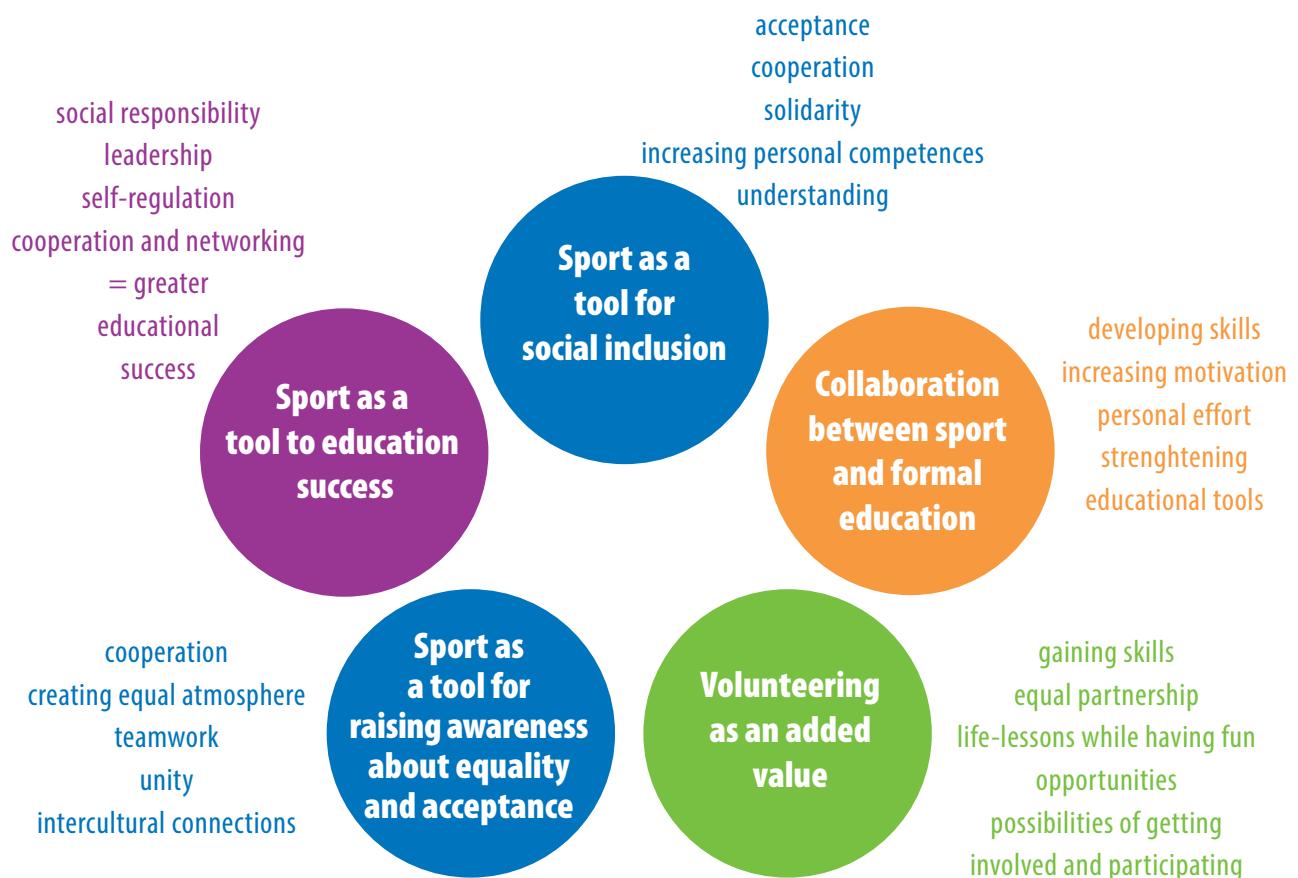 acceptance
cooperation
solidarity
increasing personal competences
understanding
Sport as a
tool for
social inclusion
social responsibility
leadership
self-regulation
cooperation and networking
= greater
educational
success
Sport as a
tool to education
success
developing skills
increasing motivation
personal effort
strenghtening
educational tools
Collaboration
between sport
and formal
education
cooperation
creating equal atmosphere
teamwork
unity
intercultural connections
Sport as
a tool for
raising awareness
about equality
and acceptance
Volunteering
as an added
value
gaining skills
equal partnership
life-lessons while having fun
opportunities
possibilities of getting
involved and participating